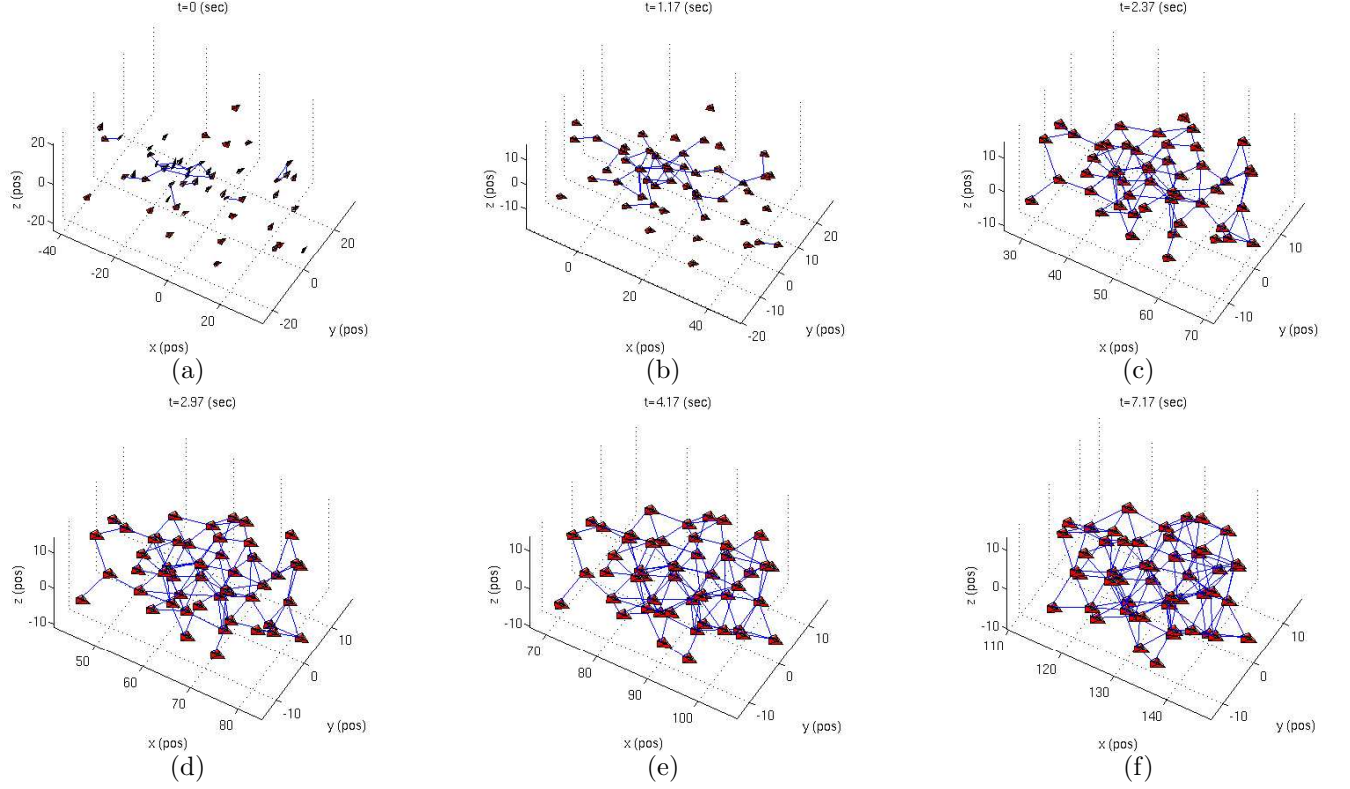 t=0 (sec)
20
0
-20
z (pos)
-40
-20
0
20
x (pos)
-20
0
20
y (pos)
(a)
t=1.17 (sec)
10
0
-10
z (pos)
0
20
40
x (pos)
-20
-10
0
10
20
y (pos)
(b)
t=2.37 (sec)
10
0
-10
z (pos)
30
40
50
60
70
x (pos)
-10
0
10
y (pos)
(c)
t=2.97 (sec)
10
0
-10
z (pos)
50
60
70
80
x (pos)
-10
0
10
y (pos)
(d)
t=4.17 (sec)
10
0
-10
z (pos)
70
80
90
100
x (pos)
-10
0
10
y (pos)
(e)
t=7.17 (sec)
10
0
-10
z (pos)
110
120
130
140
x (pos)
-10
0
10
y (pos)
(f)